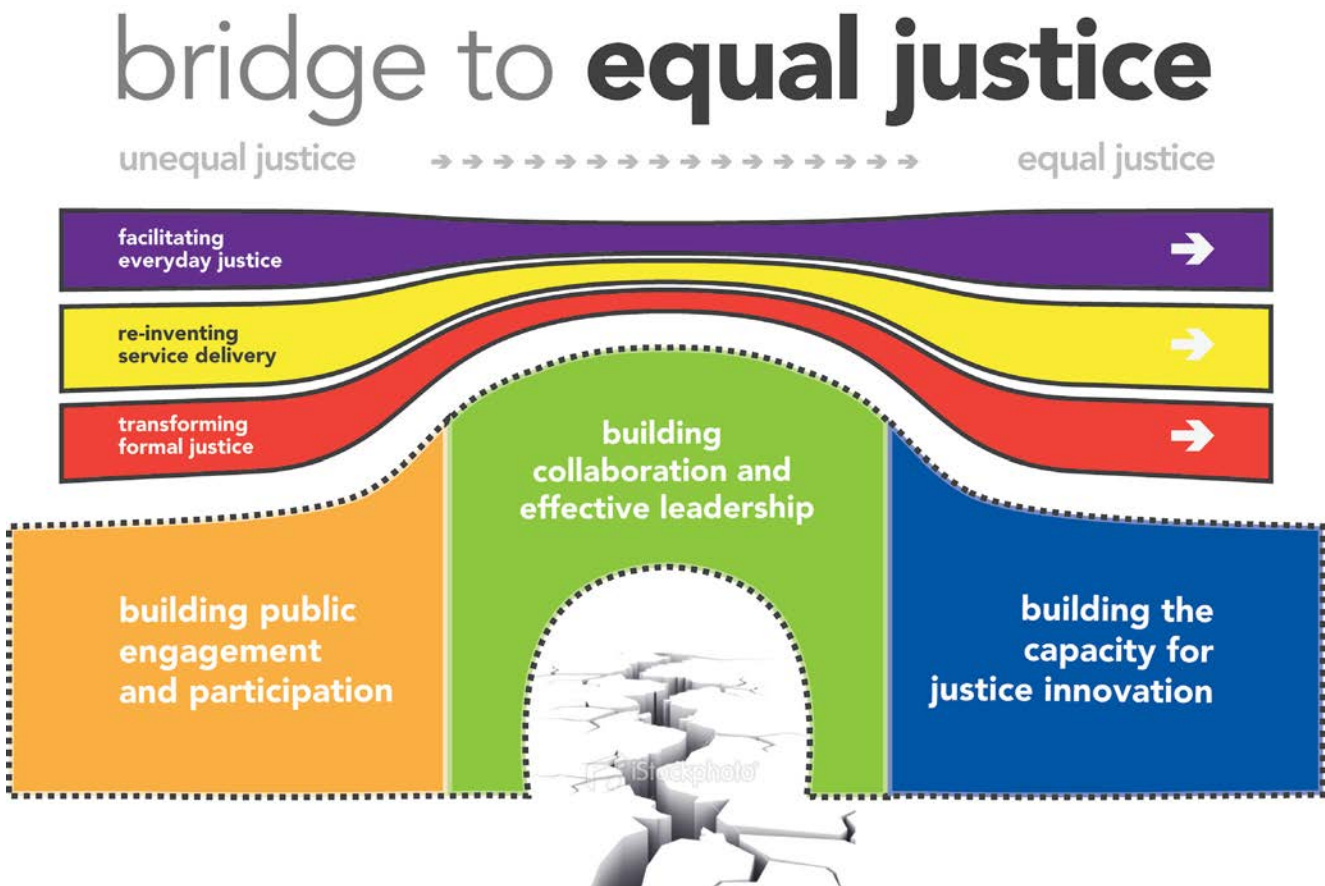 bridge to equal justice
unequal justice
equal justice
facilitating
everyday justice
re-inventing
service delivery
transforming
formal justice
building
collaboration and
effective leadership
building public
engagement
and participation
building the
capacity for
justice innovation
iStockphoto